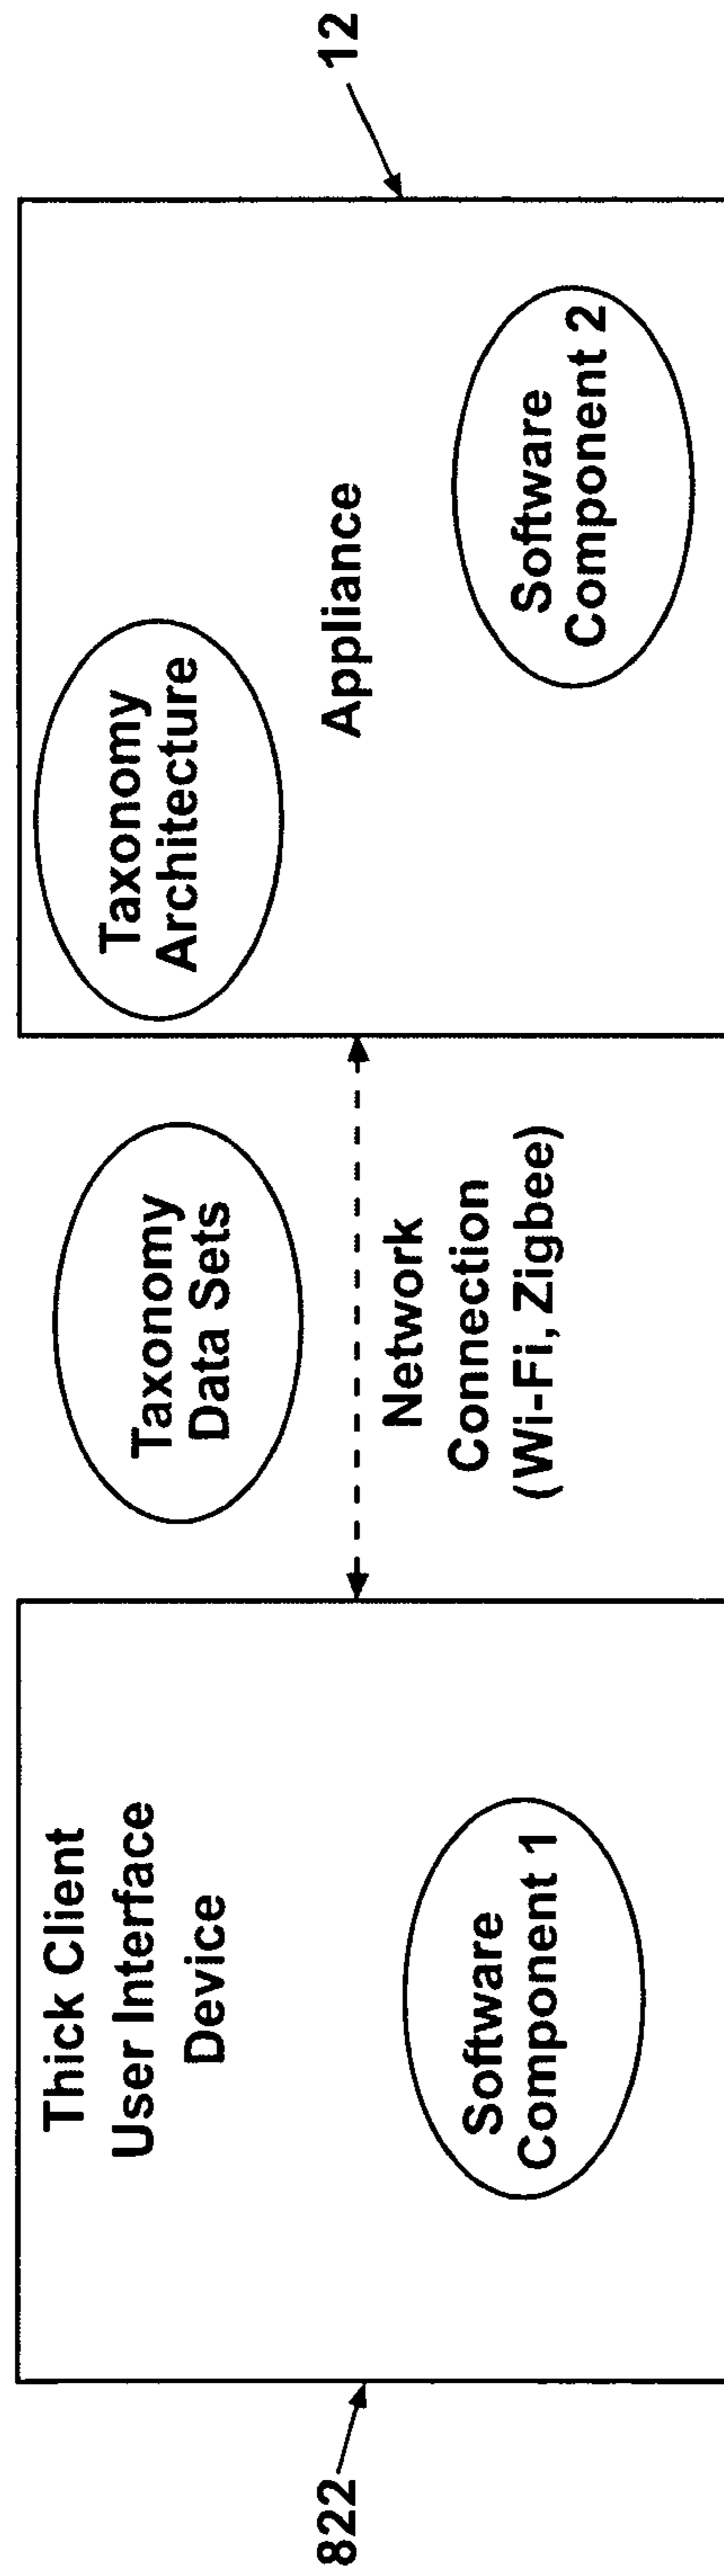 822
Thick Client
User Interface
Device
Software
Component 1
Taxonomy
Data Sets
Network
Connection
(Wi-Fi, Zigbee)
Taxonomy
Architecture
Appliance
Software
Component 2
12